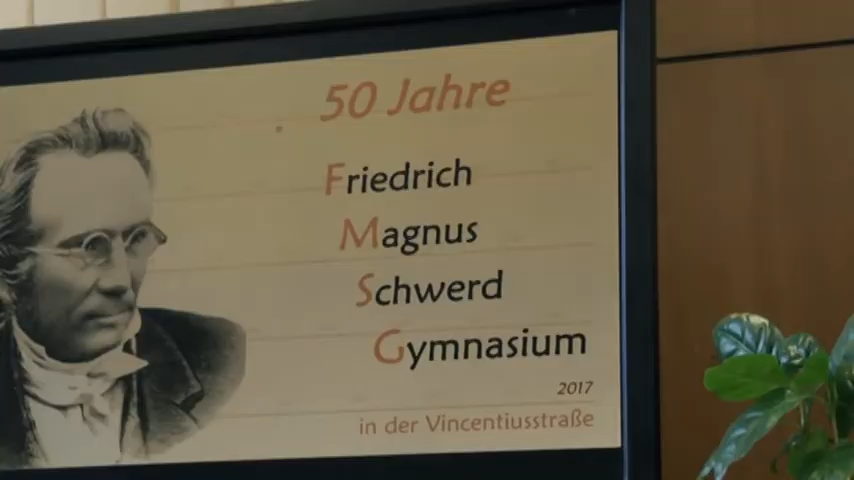 50 Jahre
Friedrich
Magnus
Schwerd
Gymnasium
2017
in der Vincentiusstraße